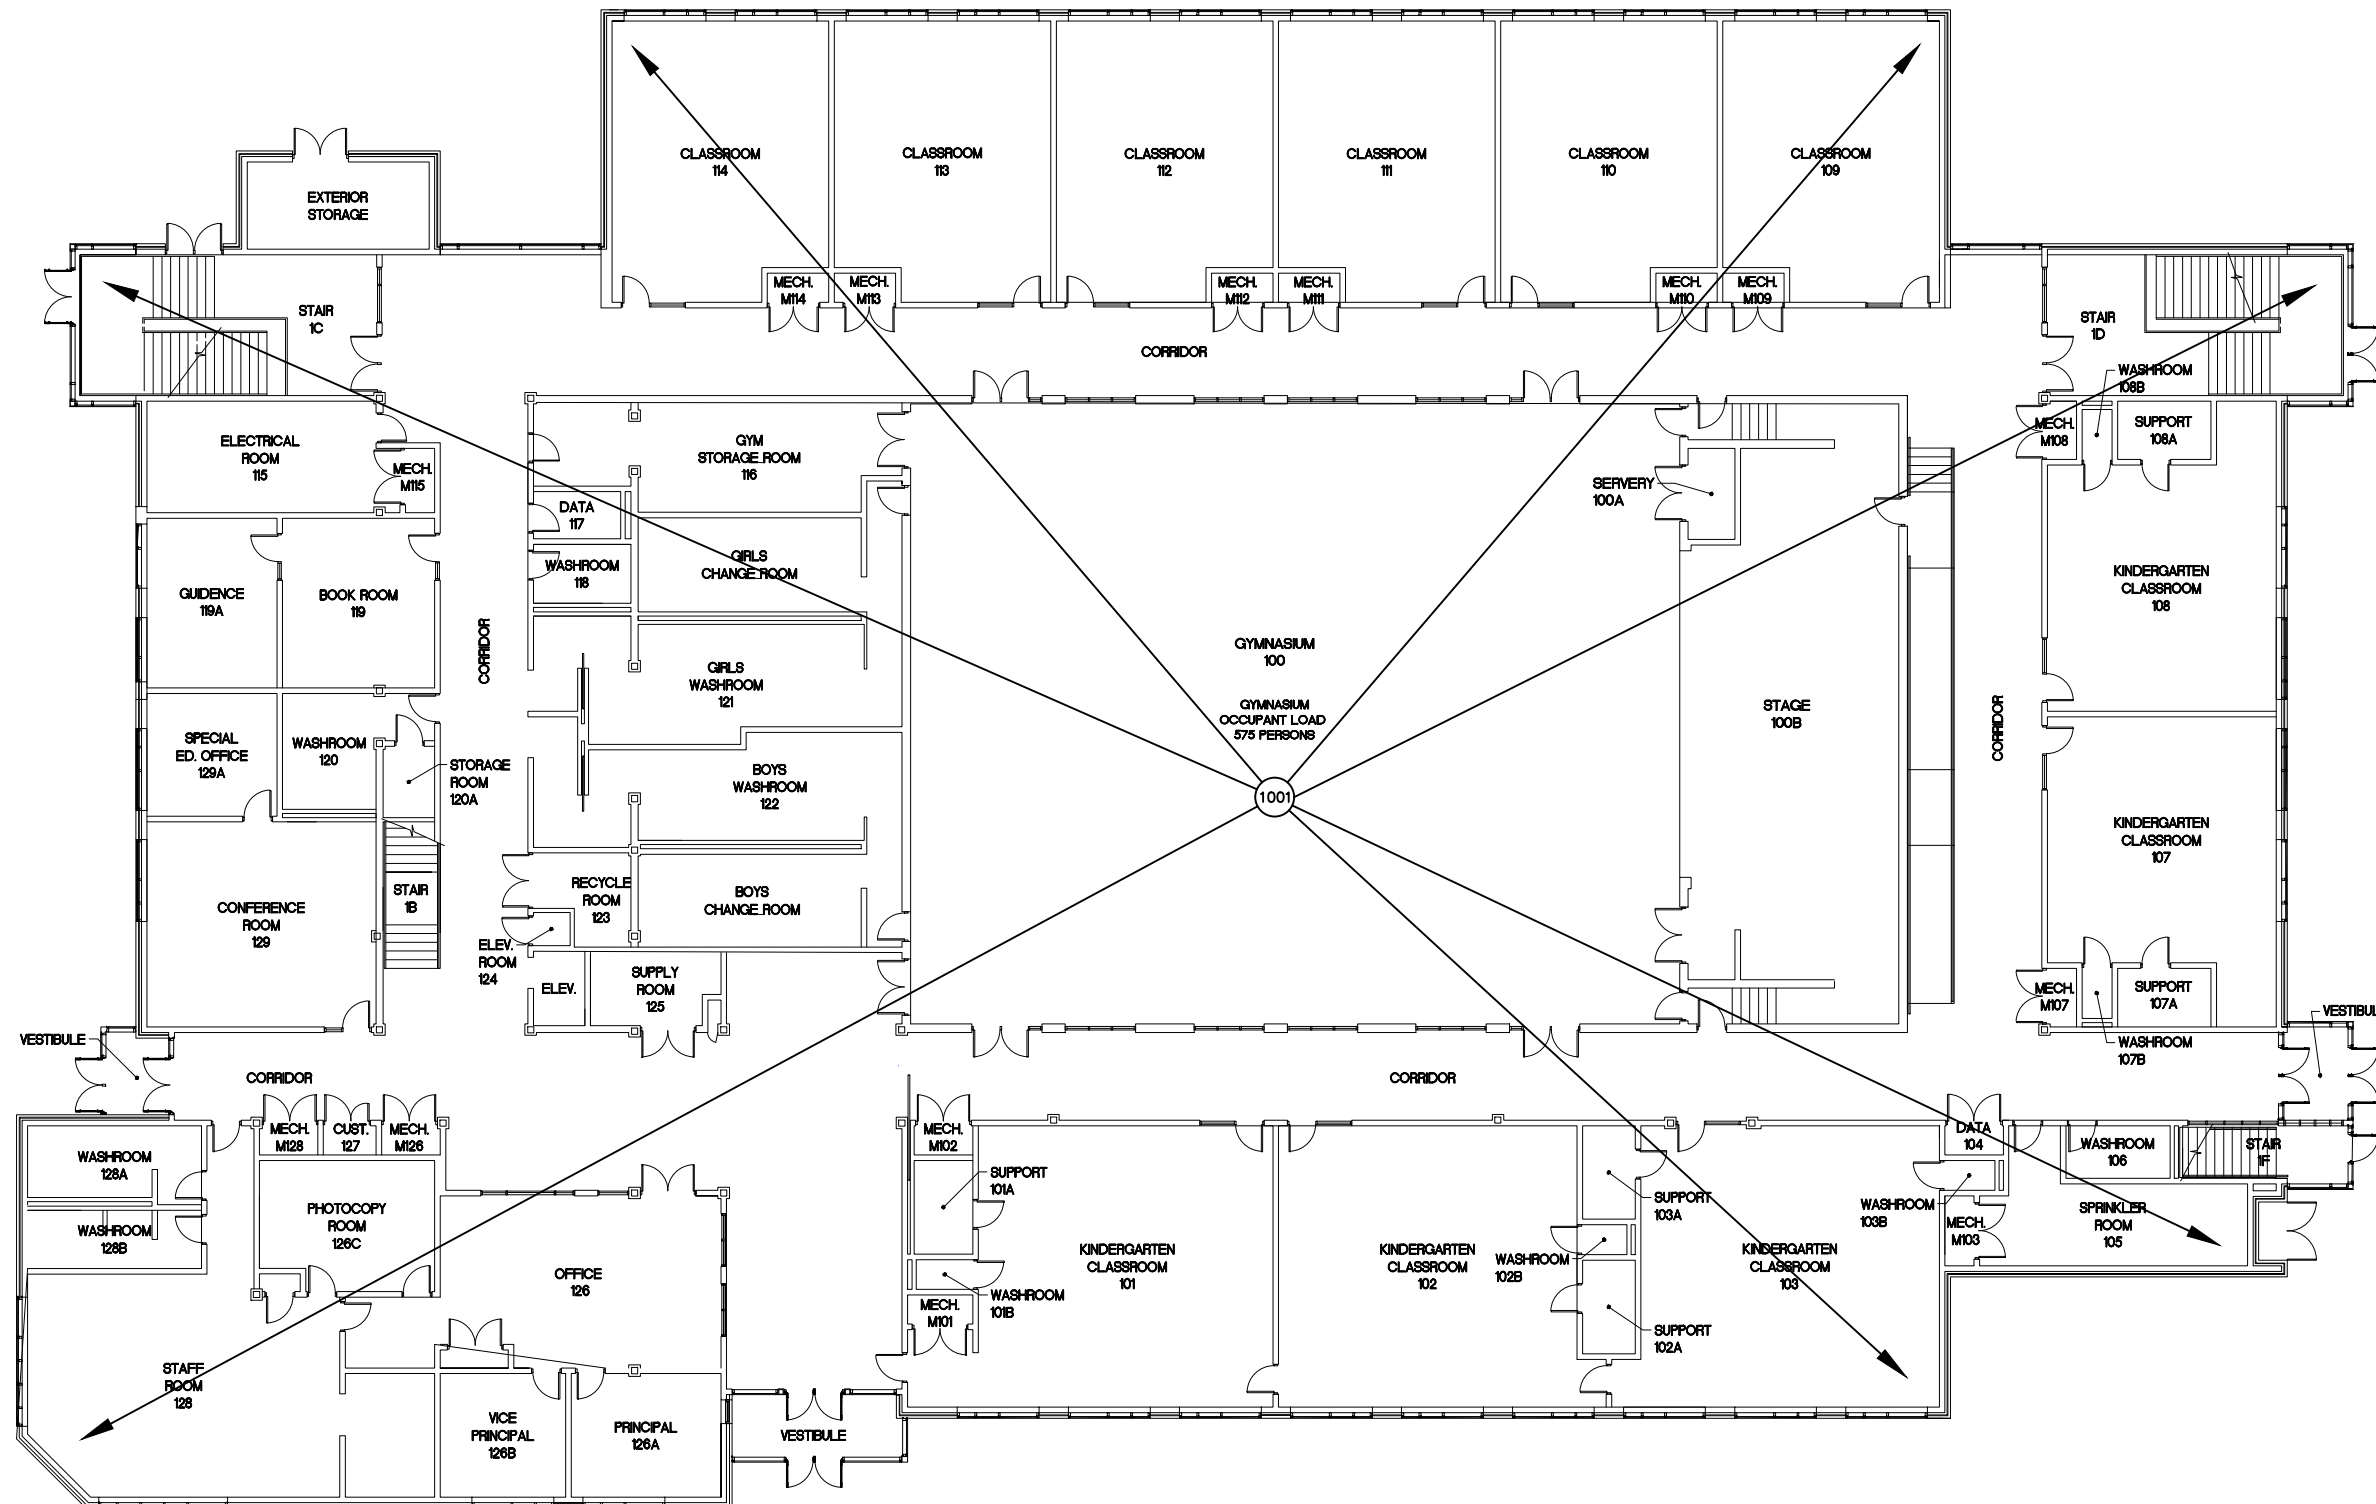 CLASSROOM
114
CLASSROOM
113
CLASSROOM
112
CLASSROOM
111
CLASSROOM
110
CLASSROOM
109
EXTERIOR
STORAGE
MECH.
M114
MECH.
M113
MECH.
M112
MECH.
M111
MECH.
M110
MECH.
M109
STAIR
1C
STAIR
1D
CORRIDOR
WASHROOM
108B
ELECTRICAL
ROOM
115
MECH.
M115
GYM
STORAGE ROOM
116
SERVERY
100A
MECH.
M108
SUPPORT
108A
DATA
117
WASHROOM
118
GIRLS
CHANGE ROOM
GUIDENCE
119A
BOOK ROOM
119
KINDERGARTEN
CLASSROOM
108
CORRIDOR
GIRLS
WASHROOM
121
GYMNASIUM
100
GYMNASIUM
OCCUPANT LOAD
575 PERSONS
STAGE
100B
CORRIDOR
SPECIAL
ED. OFFICE
129A
WASHROOM
120
STORAGE
ROOM
120A
BOYS
WASHROOM
122
1001
KINDERGARTEN
CLASSROOM
107
CONFERENCE
ROOM
129
STAIR
1B
RECYCLE
ROOM
123
BOYS
CHANGE ROOM
ELEV.
ROOM
124
ELEV.
SUPPLY
ROOM
125
MECH.
M107
SUPPORT
107A
VESTIBUL
VESTIBULE
WASHROOM
107B
CORRIDOR
CORRIDOR
MECH.
M128
CUST.
127
MECH.
M126
MECH.
M102
DATA
104
WASHROOM
106
STAIR
1F
WASHROOM
128A
SUPPORT
101A
SUPPORT
103A
WASHROOM
103B
PHOTOCOPY
ROOM
126C
WASHROOM
128B
MECH.
M103
SPRINKLER
ROOM
105
KINDERGARTEN
CLASSROOM
101
KINDERGARTEN
CLASSROOM
102
WASHROOM
102B
KINDERGARTEN
CLASSROOM
103
OFFICE
126
WASHROOM
101B
MECH.
M101
SUPPORT
102A
STAFF
ROOM
128
VICE
PRINCIPAL
126B
PRINCIPAL
126A
VESTIBULE